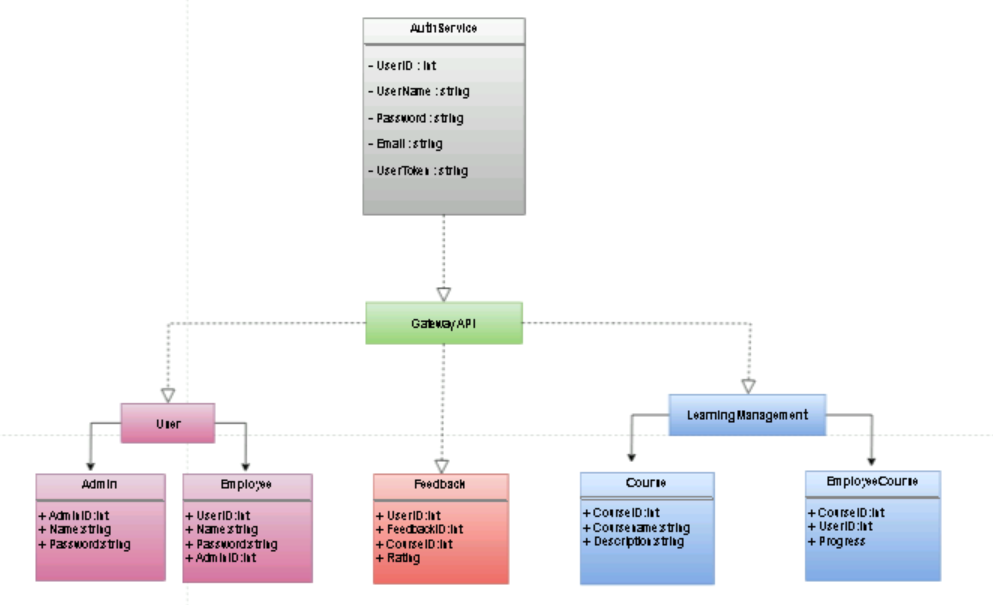 AuthService
- UserID : Int
- UserName : string
- Password : string
- Email : string
- UserToken : string
Gateway API
User
Learning Management
Admin
+ AdminID:Int
+ Name:string
+ Password:string
Employee
+ UserID:Int
+ Name:string
+ Password:string
+ AdminID:Int
Feedback
+ UserID:Int
+ FeedbackID:Int
+ CourseID:Int
+ Rating
Course
+ CourseID:Int
+ Coursename:string
+ Description:string
EmployeeCourse
+ CourseID:Int
+ UserID:Int
+ Progress